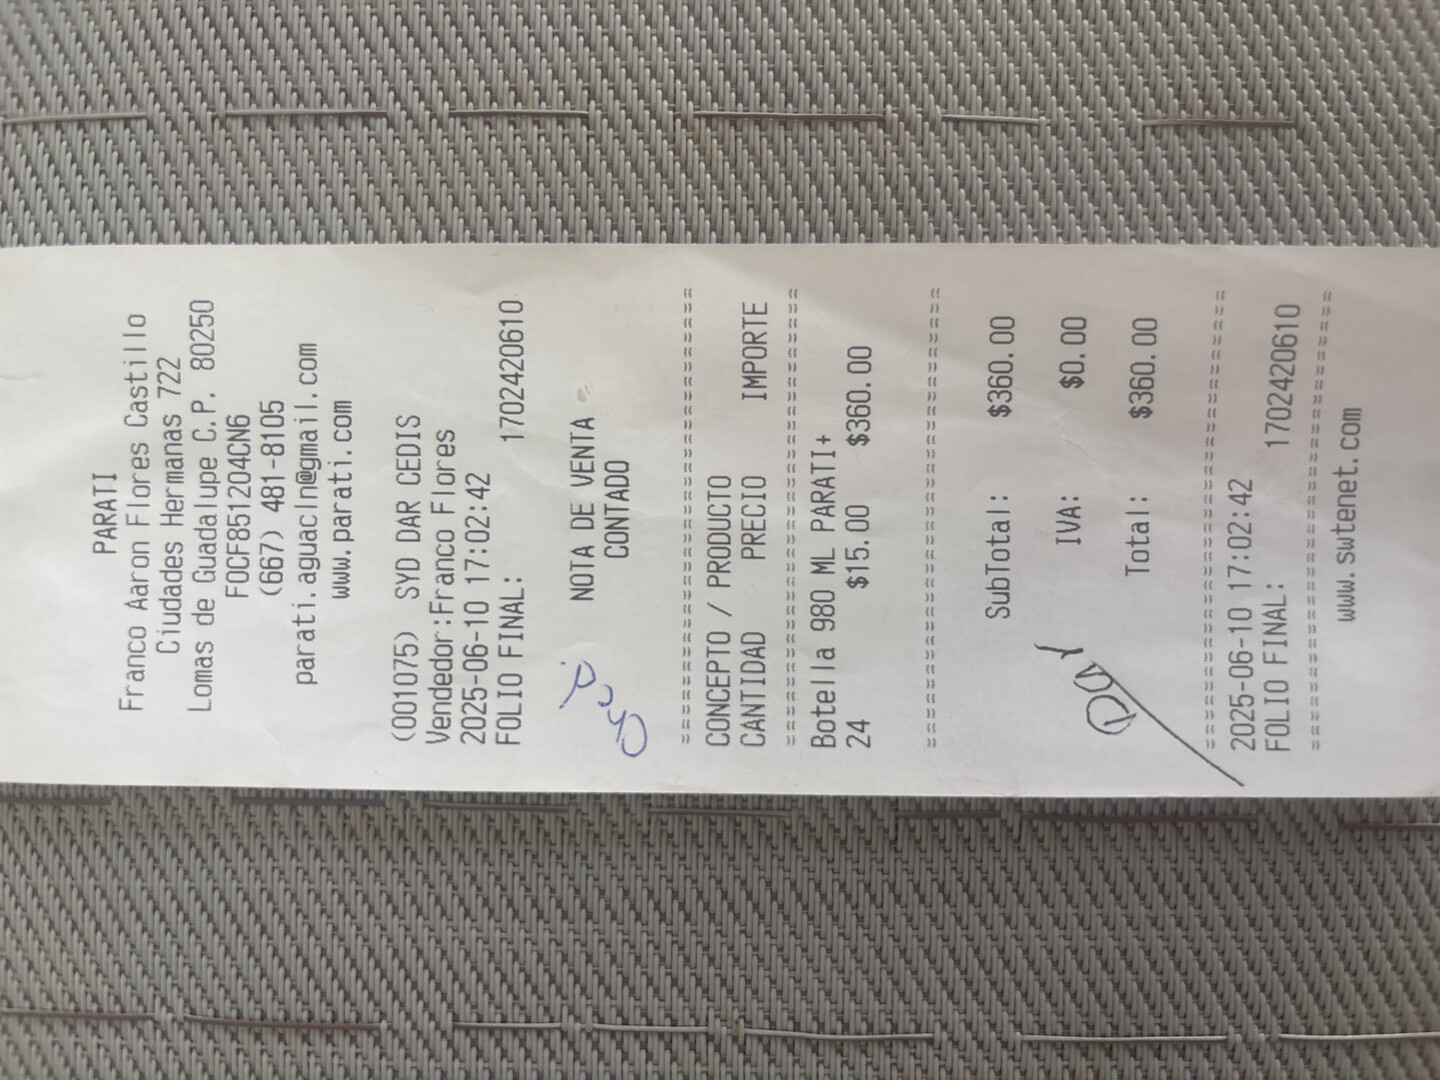 PARATI
Franco Aaron Flores Castillo
Ciudades Hermanas 722
Lomas de Guadalupe C.P. 80250
FOCF851204CN6
(667) 481-8105
parati.aguacln@gmail.com
www.parati.com
(001075) SYD DAR CEDIS
Vendedor:Franco Flores
2025-06-10 17:02:42
FOLIO FINAL: 1702420610
NOTA DE VENTA
CONTADO
==========================
CONCEPTO / PRODUCTO
CANTIDAD PRECIO IMPORTE
==========================
Botella 980 ML PARATI+
24 $15.00 $360.00
==========================
SubTotal: $360.00
IVA: $0.00
Total: $360.00
==========================
2025-06-10 17:02:42
FOLIO FINAL: 1702420610
==========================
www.swtenet.com